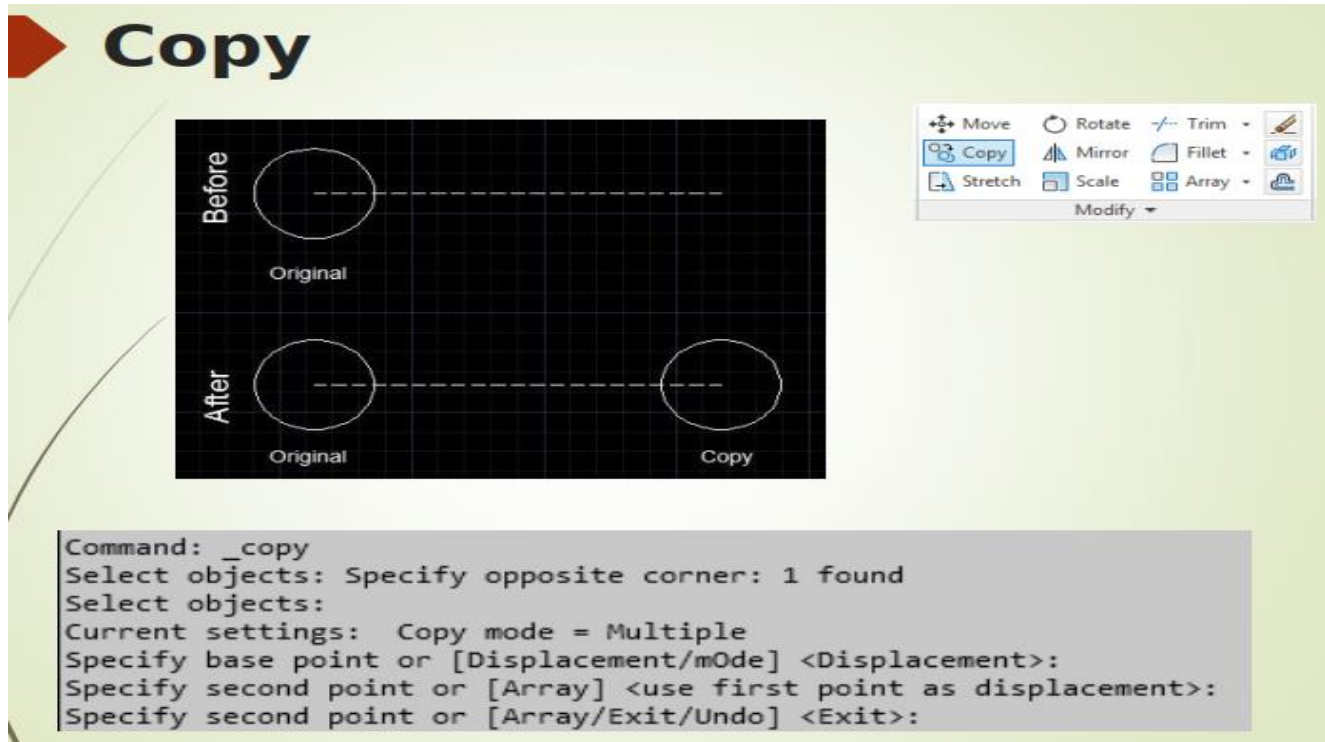 Copy
Before
Original
After
Original Copy
Move Rotate Trim
Copy Mirror Fillet
Stretch Scale Array
Modify
Command: _copy
Select objects: Specify opposite corner: 1 found
Select objects:
Current settings:  Copy mode = Multiple
Specify base point or [Displacement/mOde] <Displacement>:
Specify second point or [Array] <use first point as displacement>:
Specify second point or [Array/Exit/Undo] <Exit>: